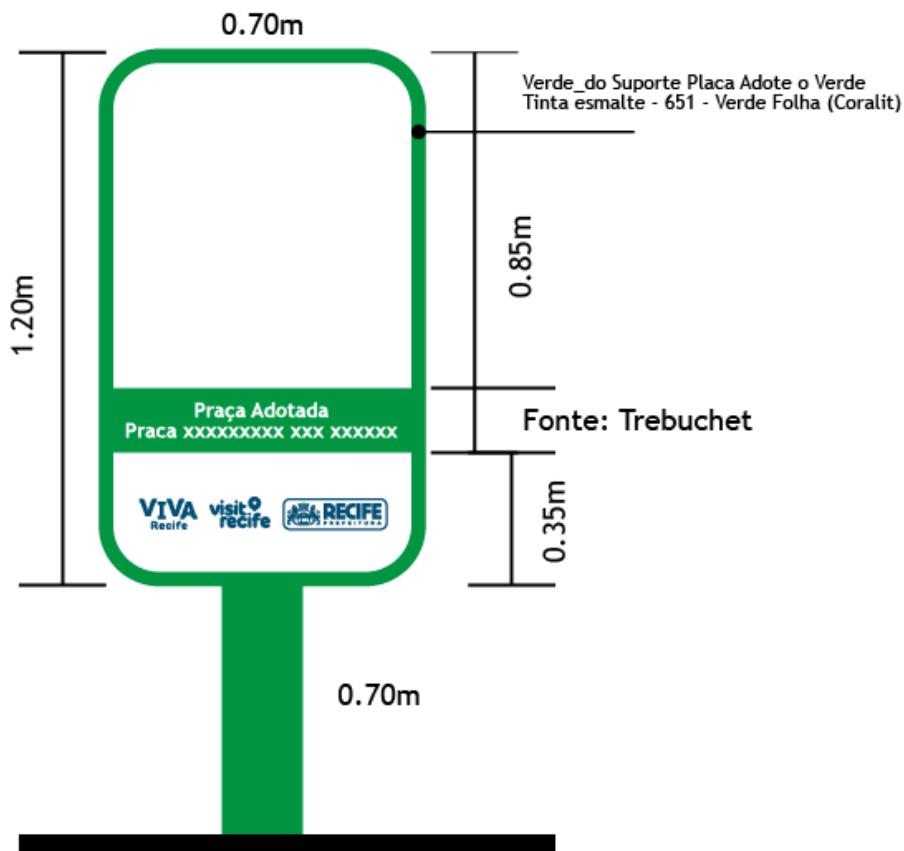 0.70m
Verde_do Suporte Placa Adote o Verde
Tinta esmalte - 651 - Verde Folha (Coralit)
1.20m
0.85m
Praça Adotada
Praca xxxxxxxxx xxx xxxxxx
Fonte: Trebuchet
VIVA
Recife
visit
recife
RECIFE
PREFEITURA
0.35m
0.70m